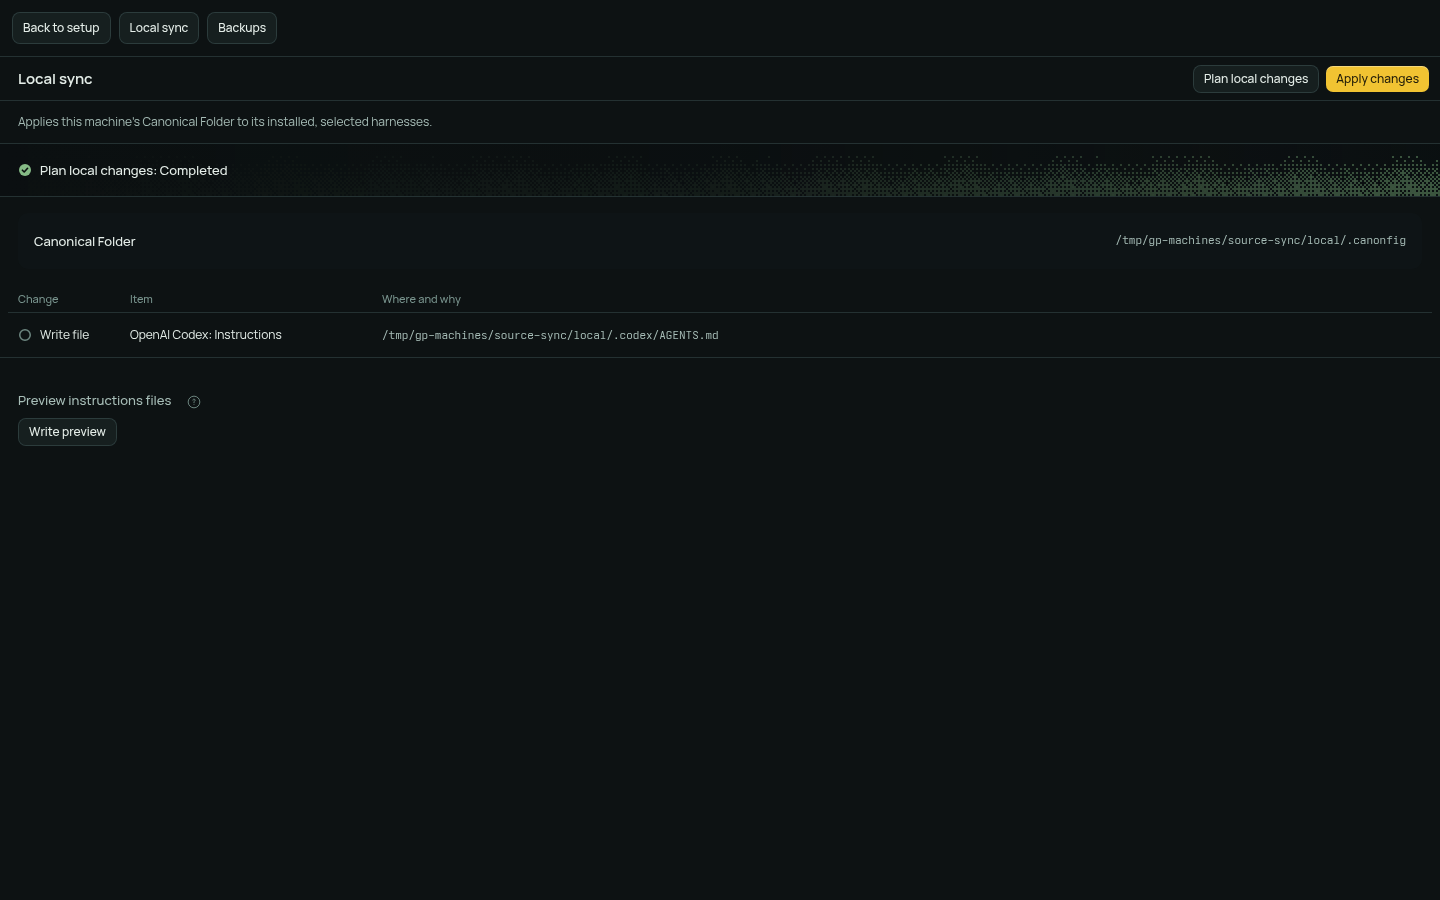 Back to setup Local sync Backups
Local sync Plan local changes Apply changes
Applies this machine's Canonical Folder to its installed, selected harnesses.
Plan local changes: Completed
Canonical Folder /tmp/gp-machines/source-sync/local/.canonfig
Change Item Where and why
Write file OpenAI Codex: Instructions /tmp/gp-machines/source-sync/local/.codex/AGENTS.md
Preview instructions files ?
Write preview